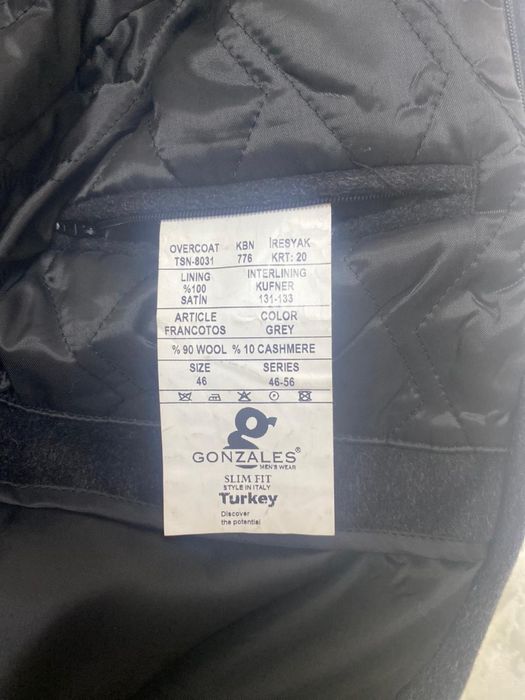 OVERCOAT KBN İRESYAK
TSN-8031 776 KRT: 20
LINING INTERLINING
%100 KUFNER
SATİN 131-133
ARTICLE COLOR
FRANCOTOS GREY
% 90 WOOL % 10 CASHMERE
SIZE SERIES
46 46-56
g
GONZALES®
MEN'S WEAR
SLIM FIT
STYLE IN ITALY
Turkey
Discover
the potential